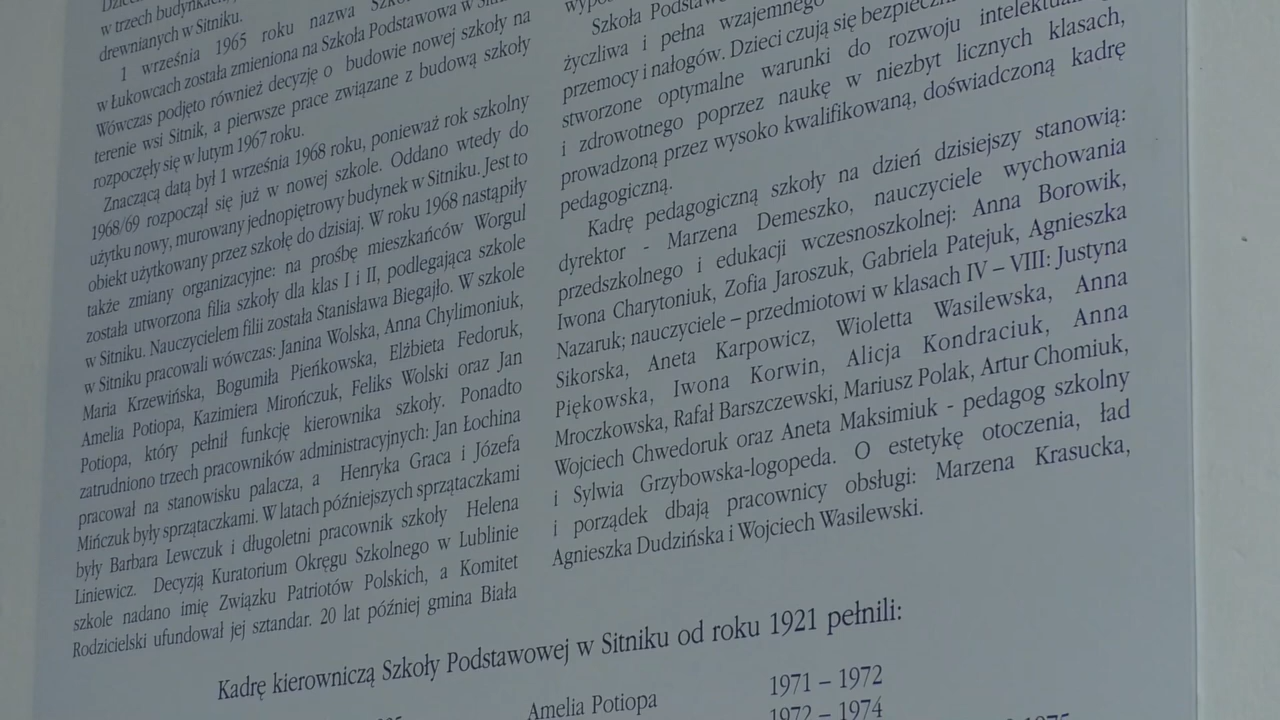 w trzech budynkach,
drewnianych w Sitniku.
1 września 1965 roku nazwa
w Łukowcach została zmieniona na Szkoła Podstawowa w
Wówczas podjęto również decyzję o budowie nowej szkoły na
terenie wsi Sitnik, a pierwsze prace związane z budową szkoły
rozpoczęły się w lutym 1967 roku.
Znaczącą datą był 1 września 1968 roku, ponieważ rok szkolny
1968/69 rozpoczął się już w nowej szkole. Oddano wtedy do
użytku nowy, murowany jednopiętrowy budynek w Sitniku. Jest to
obiekt użytkowany przez szkołę do dzisiaj. W roku 1968 nastąpiły
także zmiany organizacyjne: na prośbę mieszkańców Worgul
została utworzona filia szkoły dla klas I i II, podlegająca szkole
w Sitniku. Nauczycielem filii została Stanisława Biegajło. W szkole
w Sitniku pracowali wówczas: Janina Wolska, Anna Chylimoniuk,
Maria Krzewińska, Bogumiła Pieńkowska, Elżbieta Fedoruk,
Amelia Potiopa, Kazimiera Mirończuk, Feliks Wolski oraz Jan
Potiopa, który pełnił funkcję kierownika szkoły. Ponadto
zatrudniono trzech pracowników administracyjnych: Jan Łochina
pracował na stanowisku palacza, a Henryka Graca i Józefa
Mińczuk były sprzątaczkami. W latach późniejszych sprzątaczkami
były Barbara Lewczuk i długoletni pracownik szkoły Helena
Liniewicz. Decyzją Kuratorium Okręgu Szkolnego w Lublinie
szkole nadano imię Związku Patriotów Polskich, a Komitet
Rodzicielski ufundował jej sztandar. 20 lat później gmina Biała
Szkoła
życzliwa i pełna wzajemnego
przemocy i nałogów. Dzieci czują się
stworzone optymalne warunki do rozwoju
i zdrowotnego poprzez naukę w niezbyt licznych klasach,
prowadzoną przez wysoko kwalifikowaną, doświadczoną kadrę
pedagogiczną.
Kadrę pedagogiczną szkoły na dzień dzisiejszy stanowią:
dyrektor - Marzena Demeszko, nauczyciele wychowania
przedszkolnego i edukacji wczesnoszkolnej: Anna Borowik,
Iwona Charytoniuk, Zofia Jaroszuk, Gabriela Patejuk, Agnieszka
Nazaruk; nauczyciele – przedmiotowi w klasach IV – VIII: Justyna
Sikorska, Aneta Karpowicz, Wioletta Wasilewska, Anna
Piękowska, Iwona Korwin, Alicja Kondraciuk, Anna
Mroczkowska, Rafał Barszczewski, Mariusz Polak, Artur Chomiuk,
Wojciech Chwedoruk oraz Aneta Maksimiuk - pedagog szkolny
i Sylwia Grzybowska-logopeda. O estetykę otoczenia, ład
i porządek dbają pracownicy obsługi: Marzena Krasucka,
Agnieszka Dudzińska i Wojciech Wasilewski.
Kadrę kierowniczą Szkoły Podstawowej w Sitniku od roku 1921 pełnili:
Amelia Potiopa 1971 – 1972
1972 – 1974